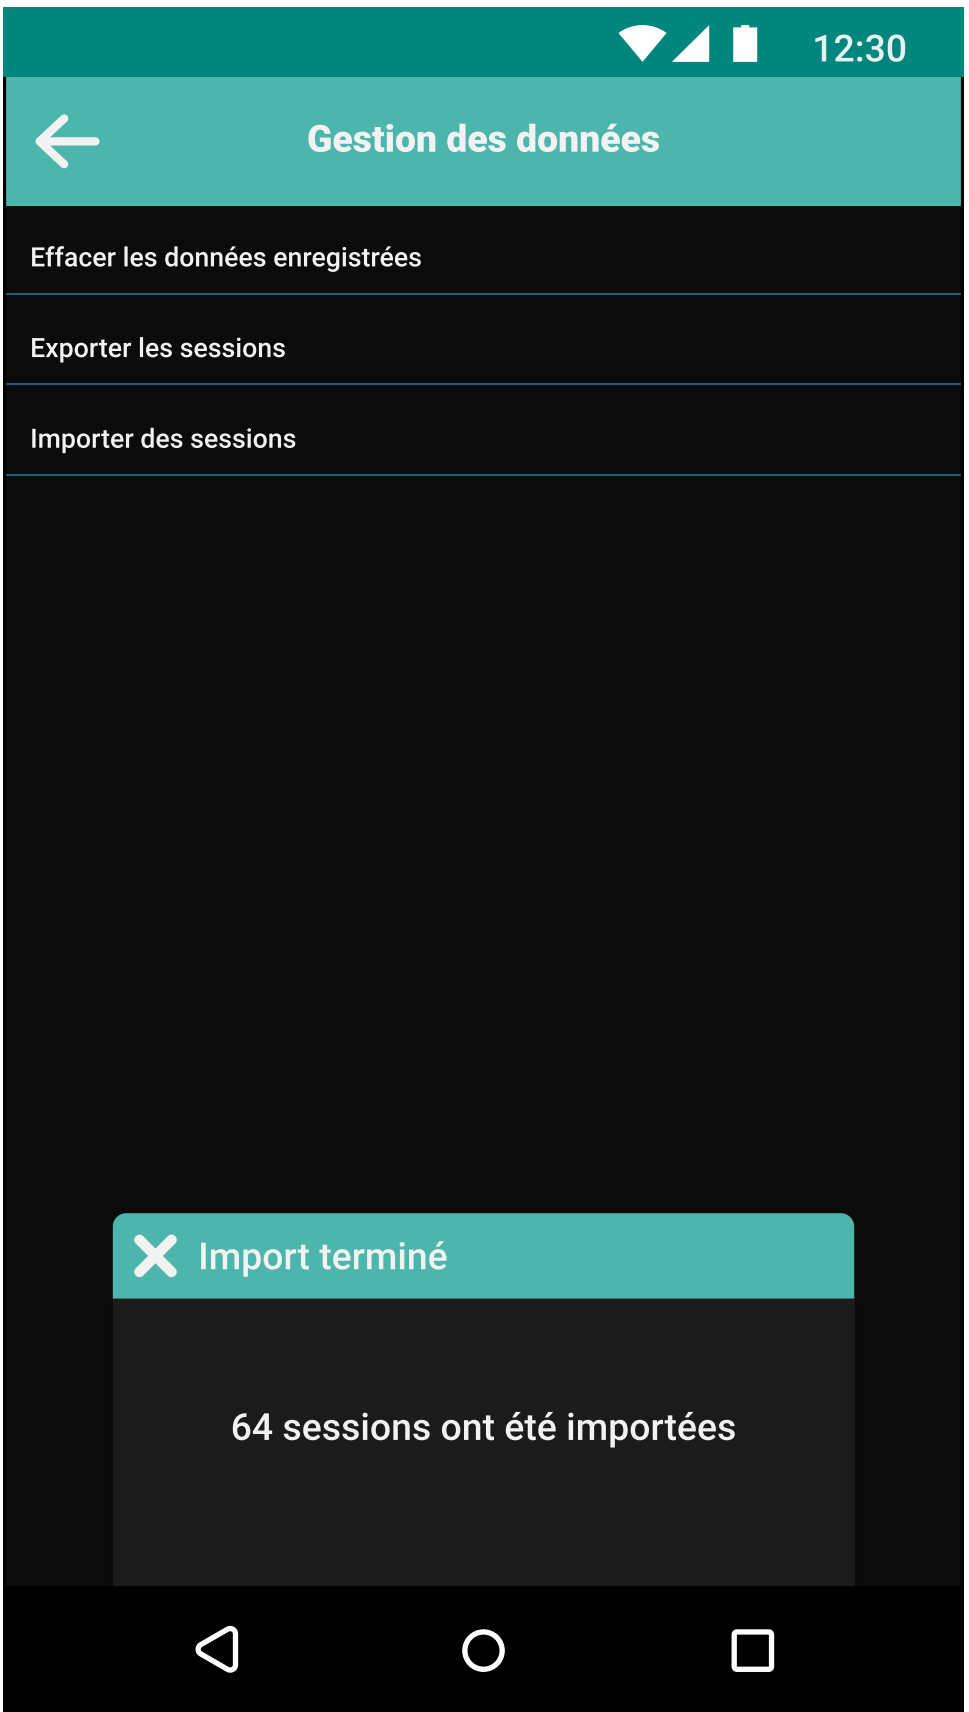 12:30
Gestion des données
Effacer les données enregistrées
Exporter les sessions
Importer des sessions
Import terminé
64 sessions ont été importées